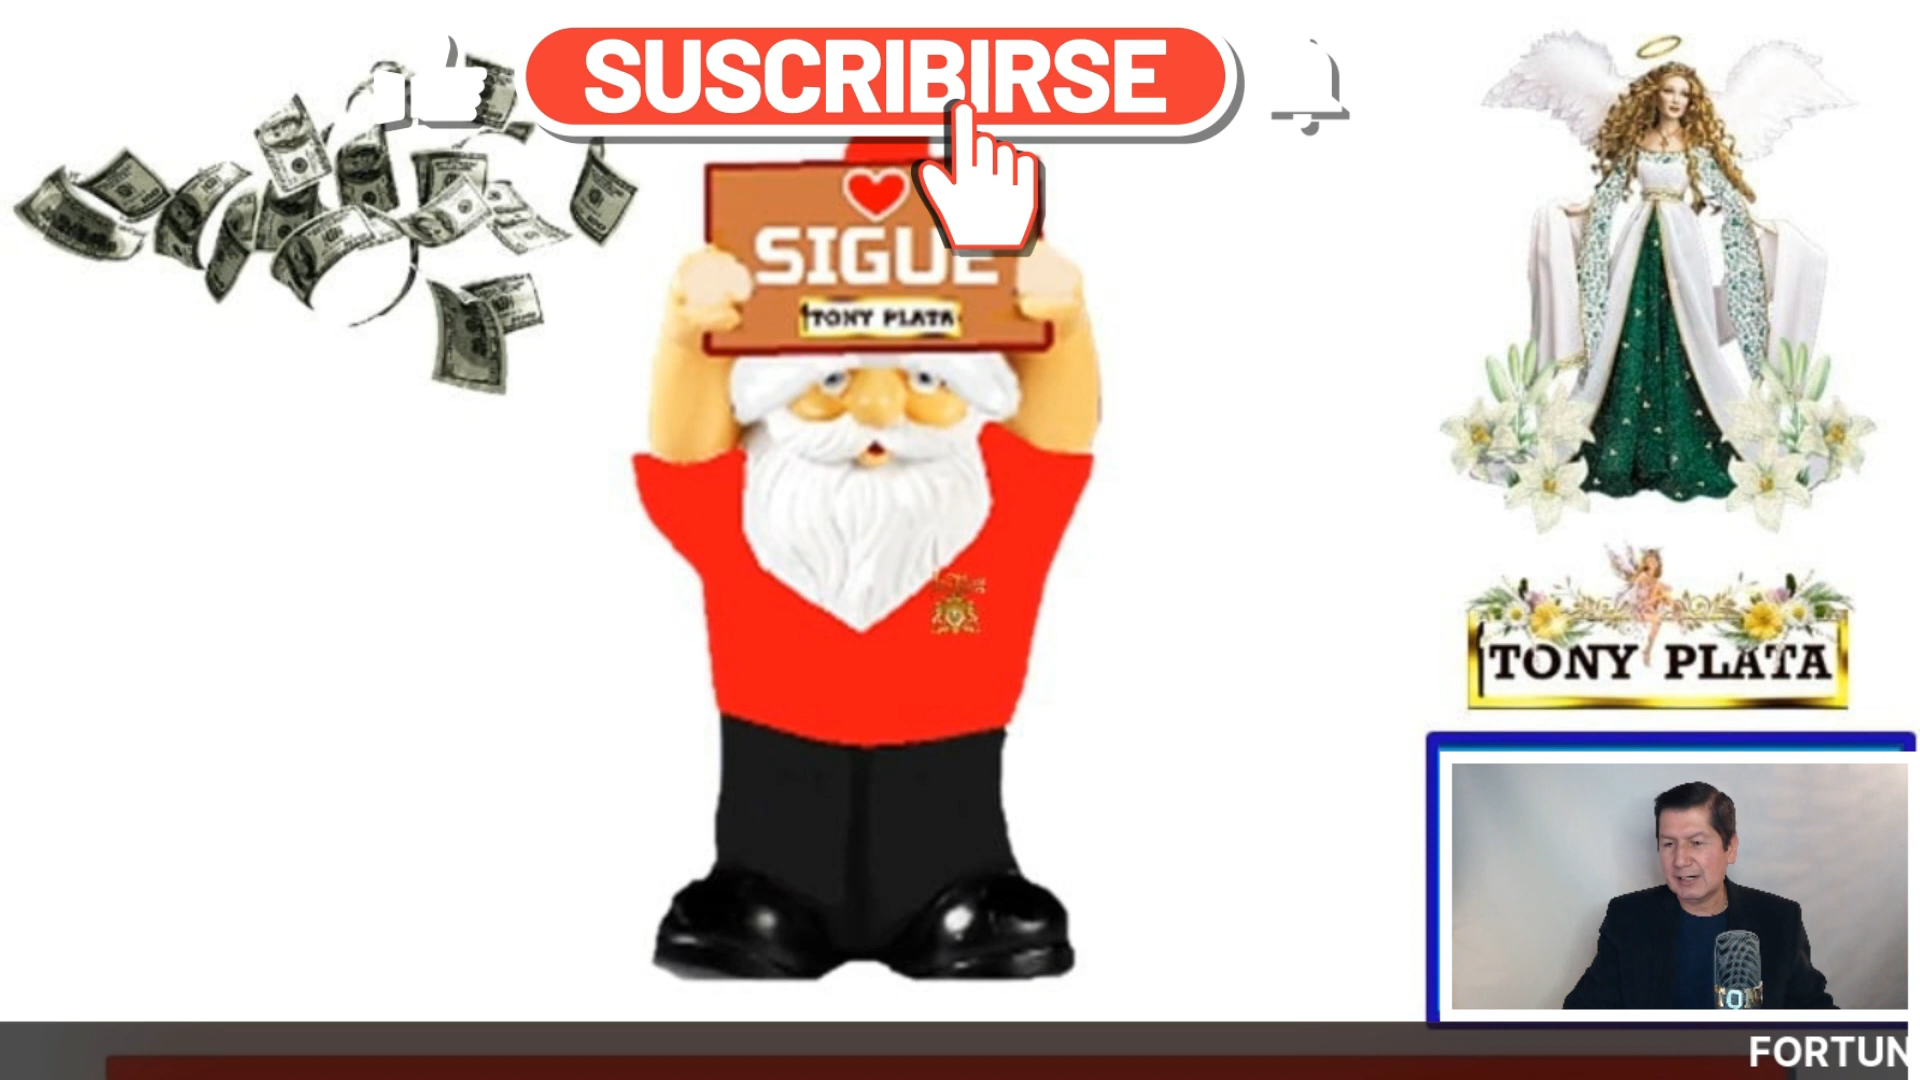 SUSCRIBIRSE
SIGUE
TONY PLATA
TONY PLATA
FORTUN